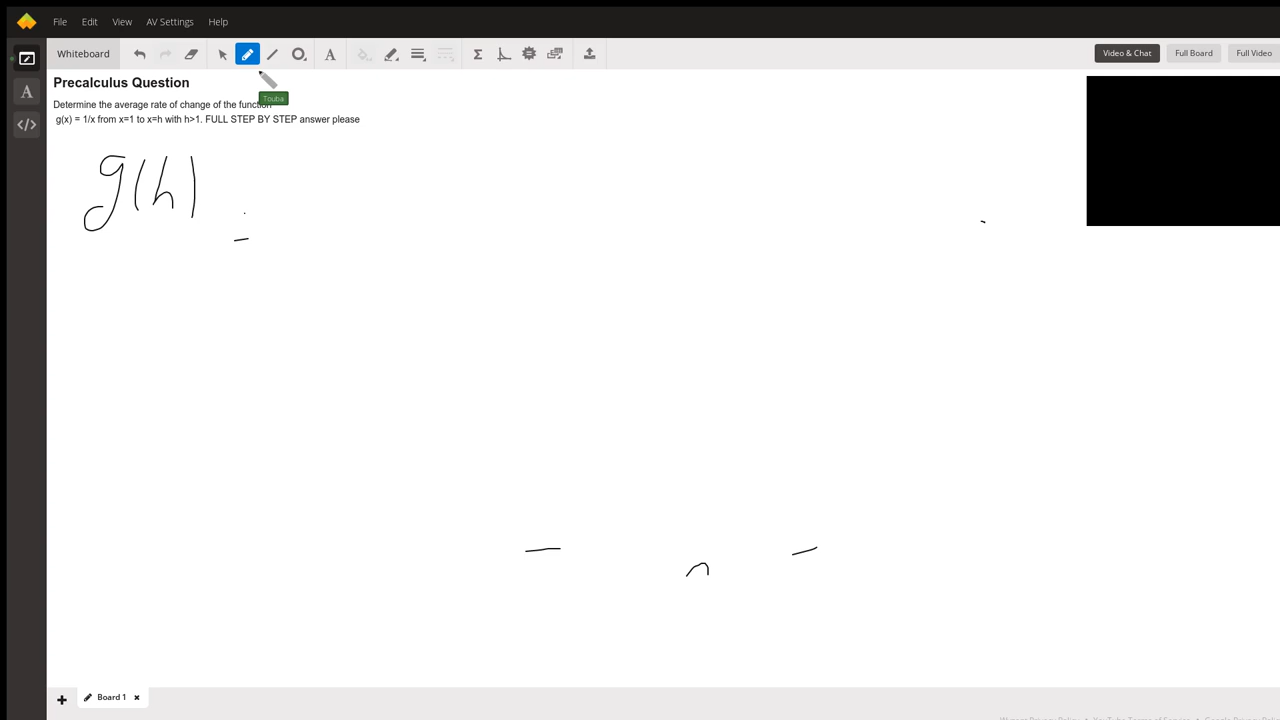 File Edit View AV Settings Help
Whiteboard A Σ Video & Chat Full Board Full Video
A
</>
Precalculus Question
Determine the average rate of change of the function
Touba
g(x) = 1/x from x=1 to x=h with h>1. FULL STEP BY STEP answer please
g(h)
Board 1